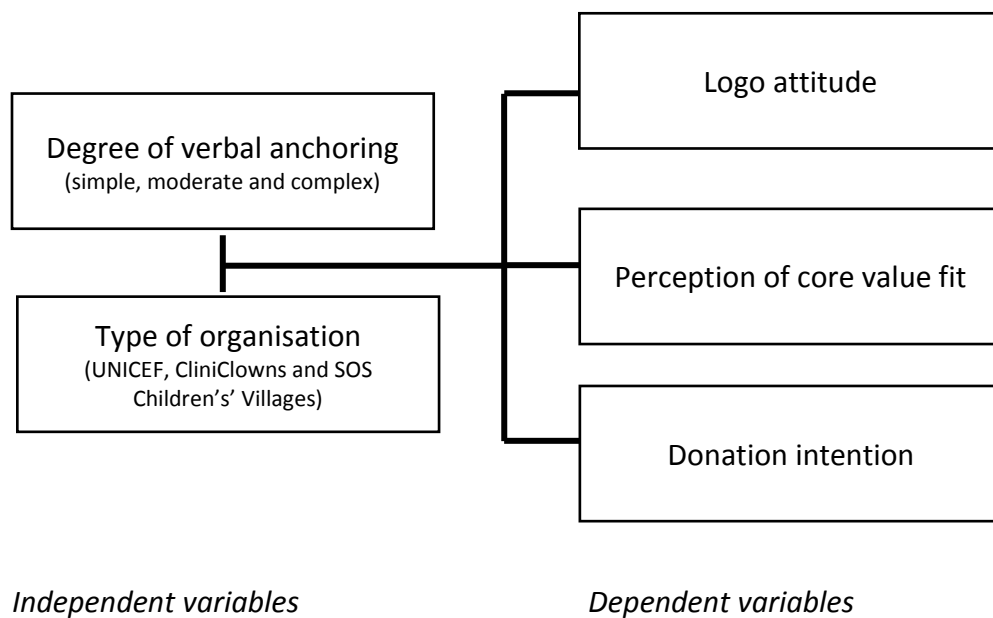 Degree of verbal anchoring
(simple, moderate and complex)
Type of organisation
(UNICEF, CliniClowns and SOS
Children’s’ Villages)
Logo attitude
Perception of core value fit
Donation intention
Independent variables
Dependent variables